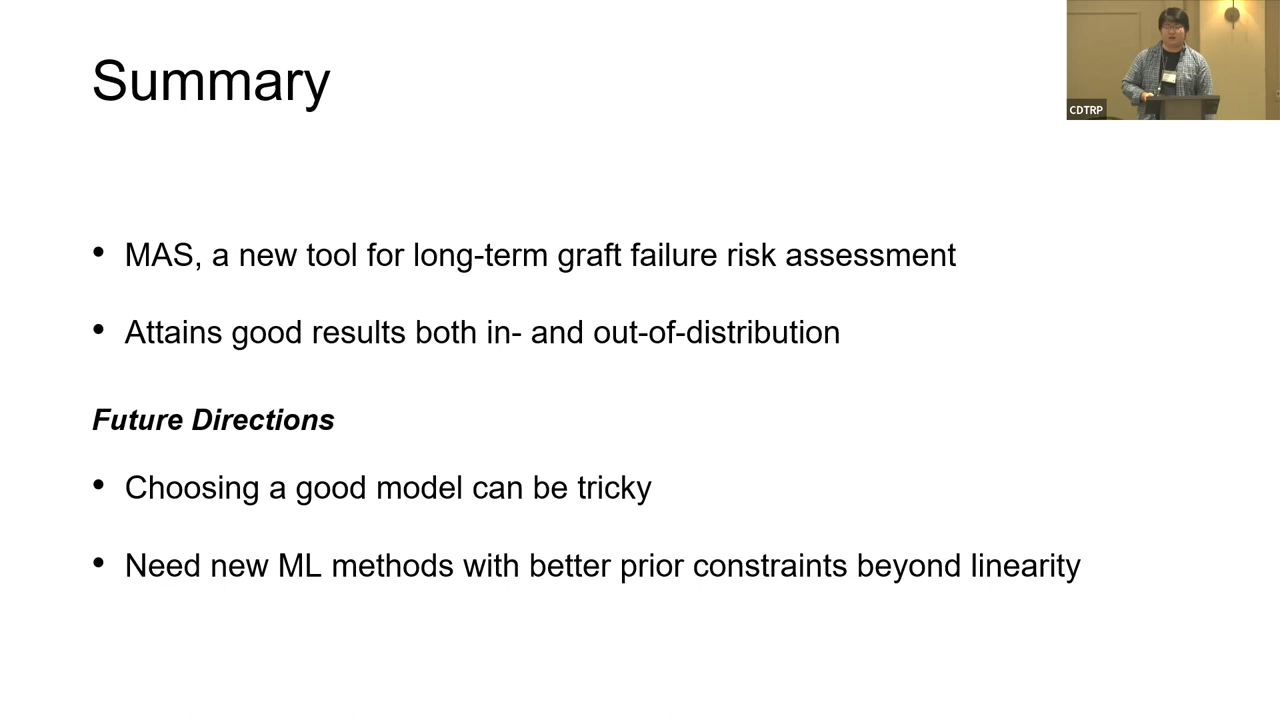 Summary
CDTRP
• MAS, a new tool for long-term graft failure risk assessment
• Attains good results both in- and out-of-distribution
Future Directions
• Choosing a good model can be tricky
• Need new ML methods with better prior constraints beyond linearity